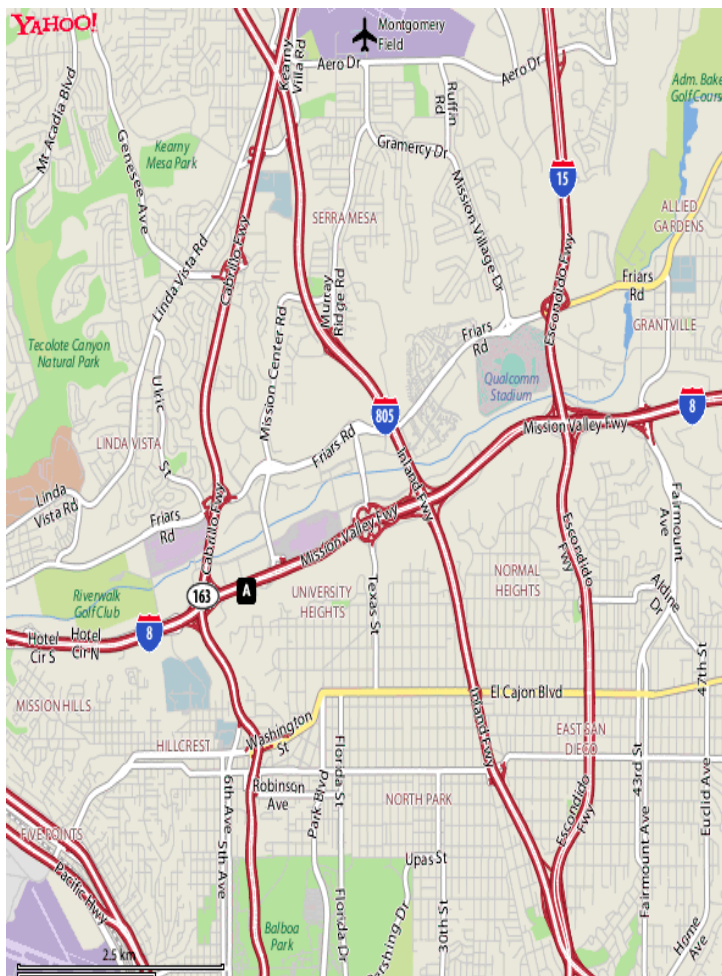 YAHOO!
Montgomery
Field
Kearny
Villa Rd
Aero Dr
Aero Dr
Mt Acadia Blvd
Genesee Ave
Kearny
Mesa Park
Ruffin
Rd
Adm. Bake
Golf Cours
Gramercy Dr
15
Mission Village Dr
SERRA MESA
ALLIED
GARDENS
Linda Vista Rd
Cabrillo Fwy
Escondido Fwy
Friars
Rd
Murray
Ridge Rd
Mission Center Rd
Friars
Rd
GRANTVILLE
Tecolote Canyon
Natural Park
Ulric St
Qualcomm
Stadium
805
8
Mission Valley Fwy
LINDA VISTA
Friars Rd
Inland Fwy
Linda
Vista Rd
Friars
Rd
Cabrillo Fwy
Mission Valley Fwy
Fairmount
Ave
Escondido
Fwy
Riverwalk
Golf Club
163
A
UNIVERSITY
HEIGHTS
Texas St
NORMAL
HEIGHTS
Aldine
Dr
Hotel
Cir S
Hotel
Cir N
8
47th St
El Cajon Blvd
MISSION HILLS
Washington
St
HILLCREST
Inland Fwy
EAST SAN
DIEGO
6th Ave
Robinson
Ave
Park Blvd
Florida St
NORTH PARK
43rd St
Euclid Ave
Escondido
Fwy
FIVE POINTS
Pacific Hwy
5th Ave
Upas St
Fairmount Ave
Balboa
Park
Florida Dr
ershing Dr
30th St
Home
Ave
2.5 km